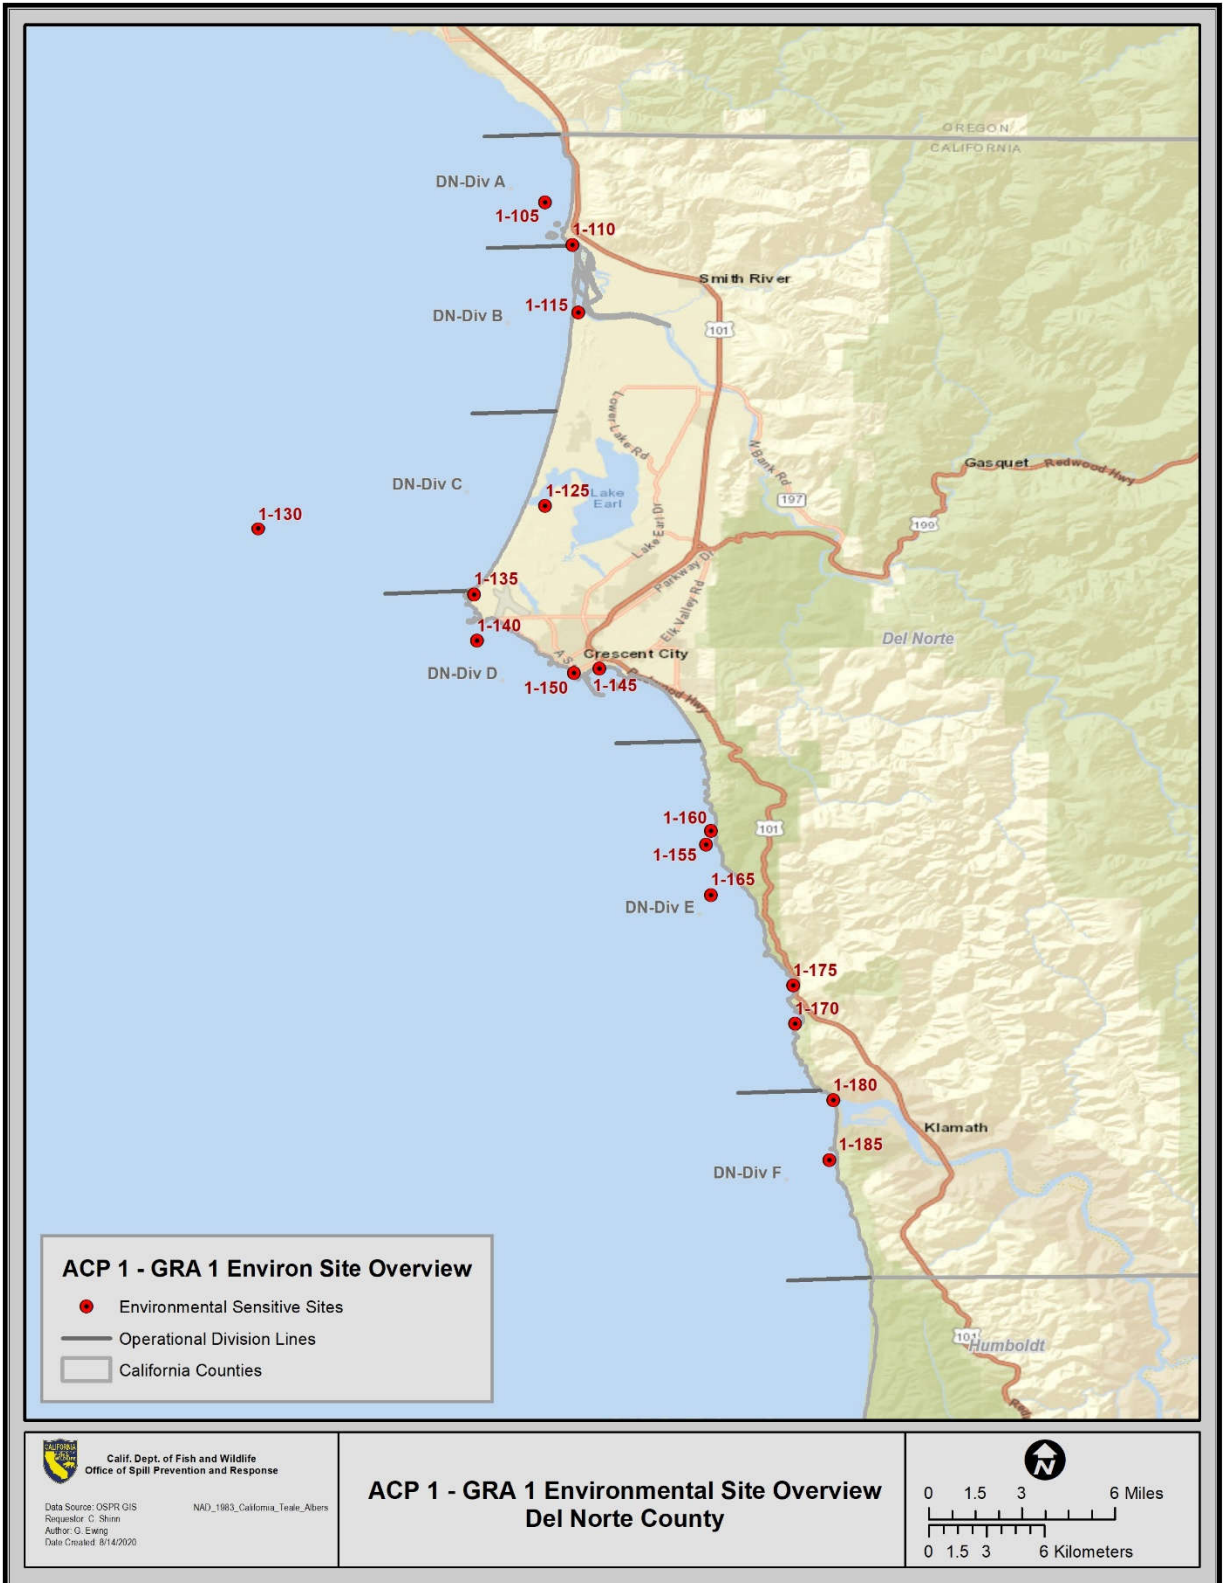 OREGON
CALIFORNIA
DN-Div A
1-105
1-110
Smith River
1-115
DN-Div B
101
Lower Lake Rd
N Bank Rd
Gasquet
Redwood Hwy
DN-Div C
1-125
Lake
Earl
197
1-130
199
Lake Earl Dr
Parkway Dr
1-135
Elk Valley Rd
1-140
Del Norte
Crescent City
A St
DN-Div D
1-150
1-145
Redwood Hwy
1-160
101
1-155
1-165
DN-Div E
1-175
1-170
1-180
Klamath
1-185
DN-Div F
101
Humboldt
ACP 1 - GRA 1 Environ Site Overview
Environmental Sensitive Sites
Operational Division Lines
California Counties
CALIFORNIA
Calif. Dept. of Fish and Wildlife
Office of Spill Prevention and Response
Data Source: OSPR GIS
NAD_1983_California_Teale_Albers
Requestor: C. Shinn
Author: G. Ewing
Date Created: 8/14/2020
ACP 1 - GRA 1 Environmental Site Overview
Del Norte County
N
0 1.5 3 6 Miles
0 1.5 3 6 Kilometers